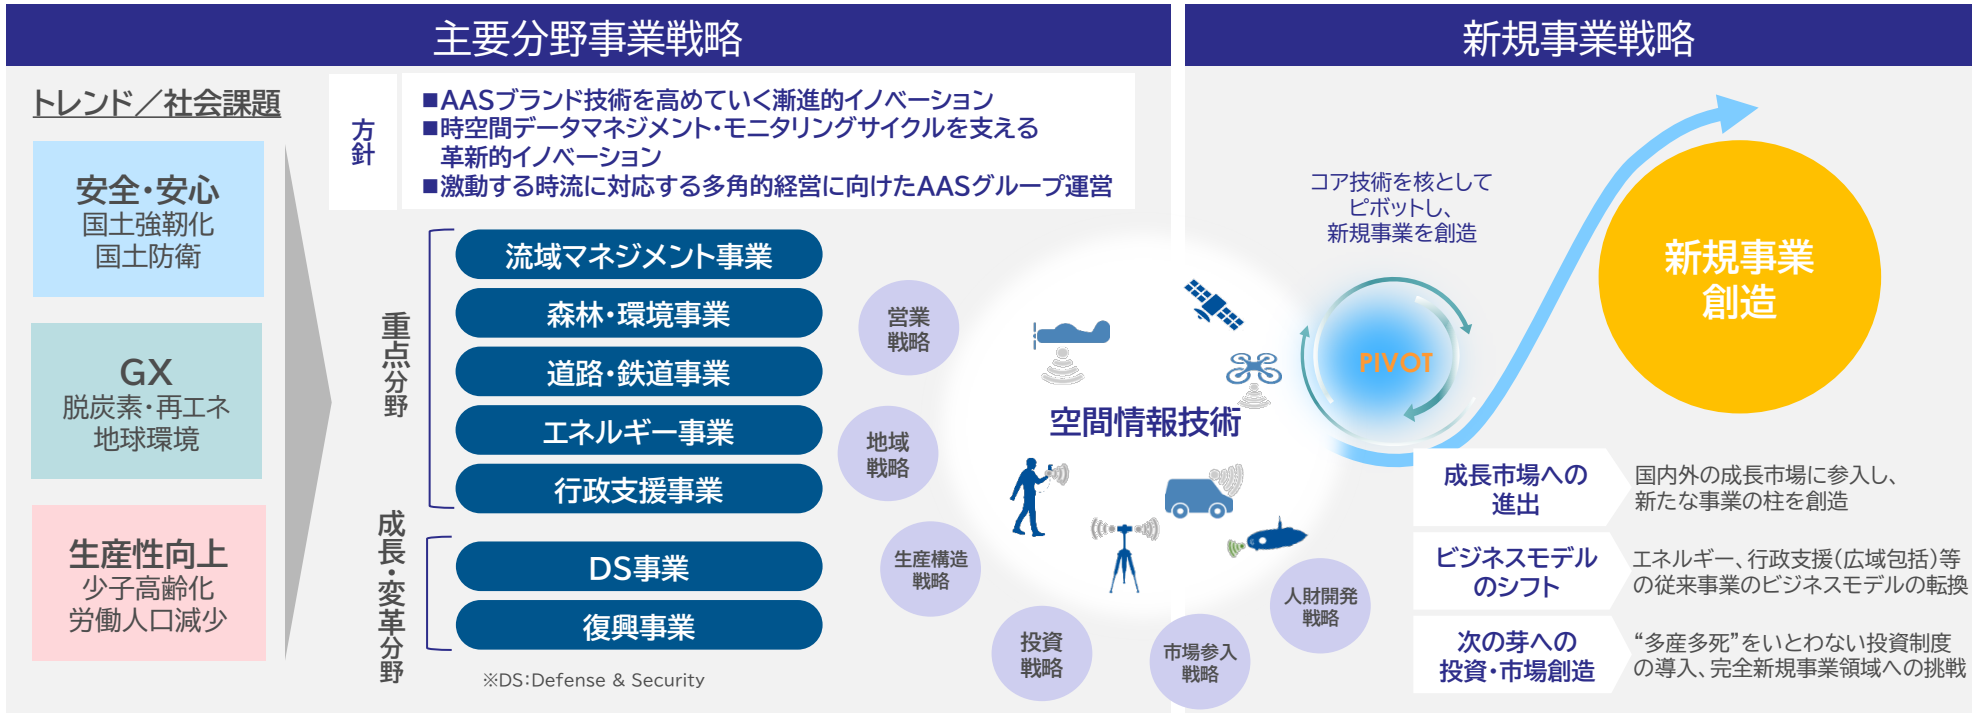 主要分野事業戦略
トレンド／社会課題
安全・安心
国土強靭化
国土防衛
GX
脱炭素・再エネ
地球環境
生産性向上
少子高齢化
労働人口減少
方針
■AASブランド技術を高めていく漸進的イノベーション
■時空間データマネジメント・モニタリングサイクルを支える
革新的イノベーション
■激動する時流に対応する多角的経営に向けたAASグループ運営
重点分野
流域マネジメント事業
森林・環境事業
道路・鉄道事業
エネルギー事業
行政支援事業
成長・変革分野
DS事業
復興事業
※DS：Defense & Security
営業
戦略
地域
戦略
生産構造
戦略
投資
戦略
市場参入
戦略
人財開発
戦略
空間情報技術
新規事業戦略
コア技術を核として
ピボットし、
新規事業を創造
PIVOT
新規事業
創造
成長市場への
進出
国内外の成長市場に参入し、
新たな事業の柱を創造
ビジネスモデル
のシフト
エネルギー、行政支援（広域包括）等
の従来事業のビジネスモデルの転換
次の芽への
投資・市場創造
“多産多死”をいとわない投資制度
の導入、完全新規事業領域への挑戦